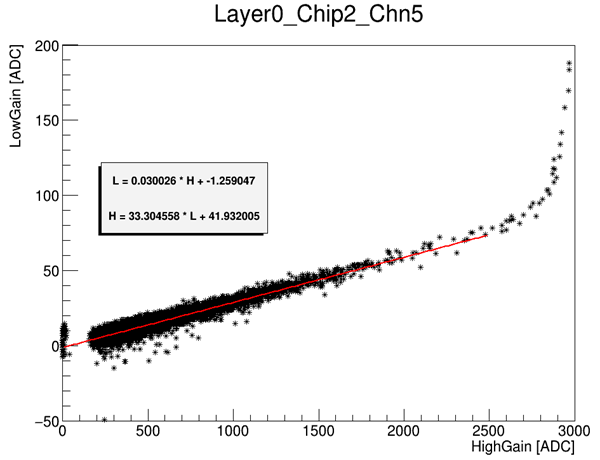 Layer0_Chip2_Chn5
LowGain [ADC]
200
150
100
50
0
−50
L = 0.030026 * H + -1.259047
H = 33.304558 * L + 41.932005
0 500 1000 1500 2000 2500 3000
HighGain [ADC]